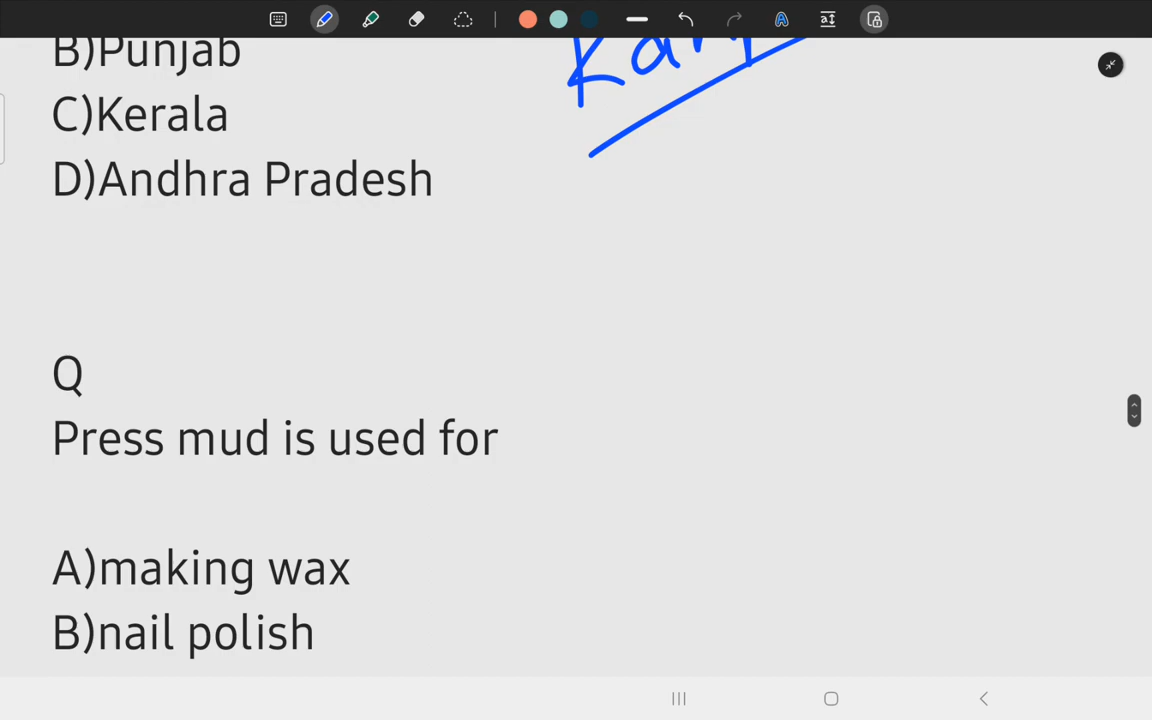 B)Punjab
C)Kerala
D)Andhra Pradesh
Q
Press mud is used for
A)making wax
B)nail polish